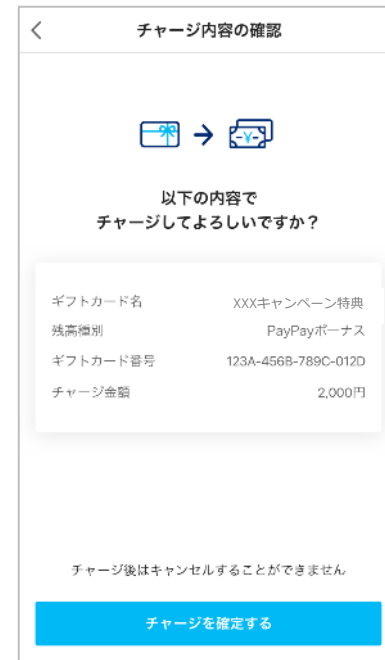 チャージ内容の確認
以下の内容で
チャージしてよろしいですか？
ギフトカード名 XXXキャンペーン特典
残高種別 PayPayボーナス
ギフトカード番号 123A-456B-789C-012D
チャージ金額 2,000円
チャージ後はキャンセルすることができません
チャージを確定する